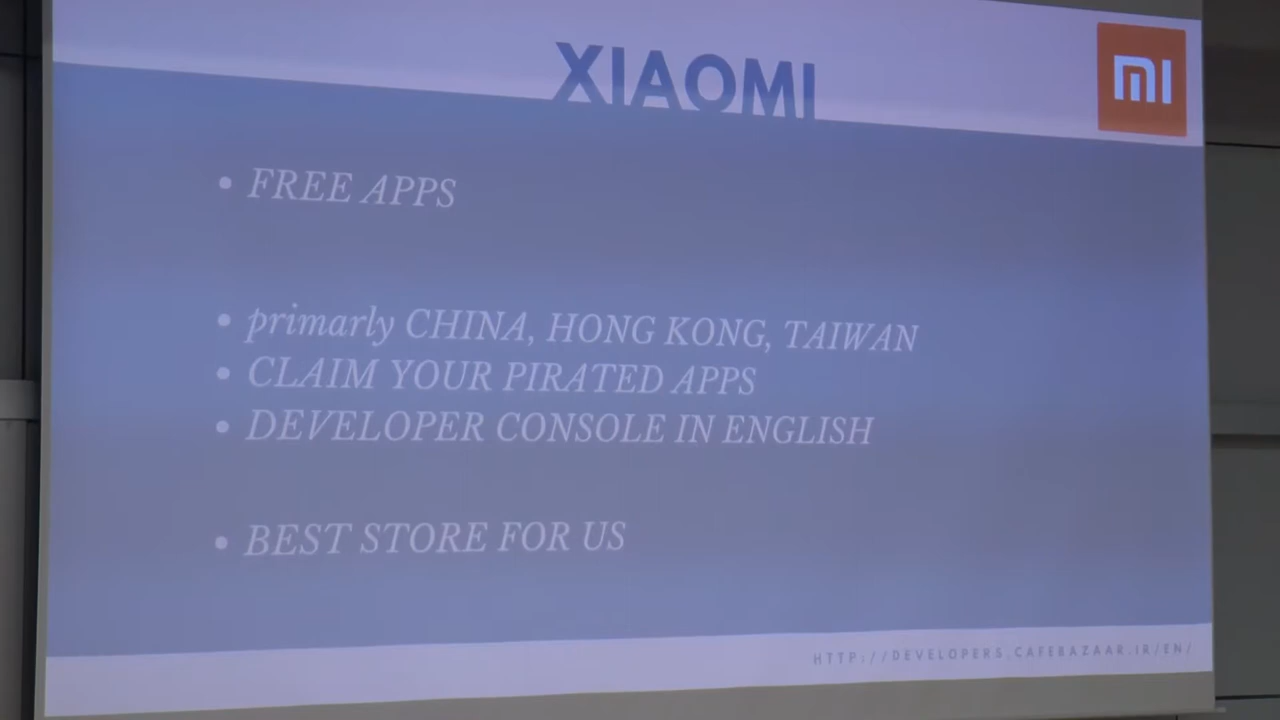 XIAOMI
MI
• FREE APPS
• primarly CHINA, HONG KONG, TAIWAN
• CLAIM YOUR PIRATED APPS
• DEVELOPER CONSOLE IN ENGLISH
• BEST STORE FOR US
HTTP://DEVELOPERS.CAFEBAZAAR.IR/EN/